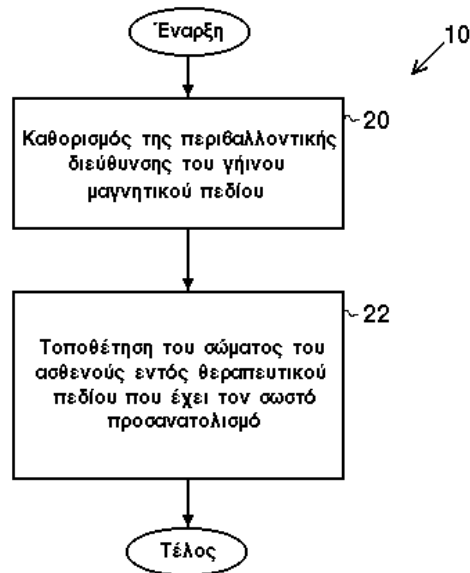 Έναρξη
10
20
Καθορισμός της περιβαλλοντικής
διεύθυνσης του γήινου
μαγνητικού πεδίου
22
Τοποθέτηση του σώματος του
ασθενούς εντός θεραπευτικού
πεδίου που έχει τον σωστό
προσανατολισμό
Τέλος